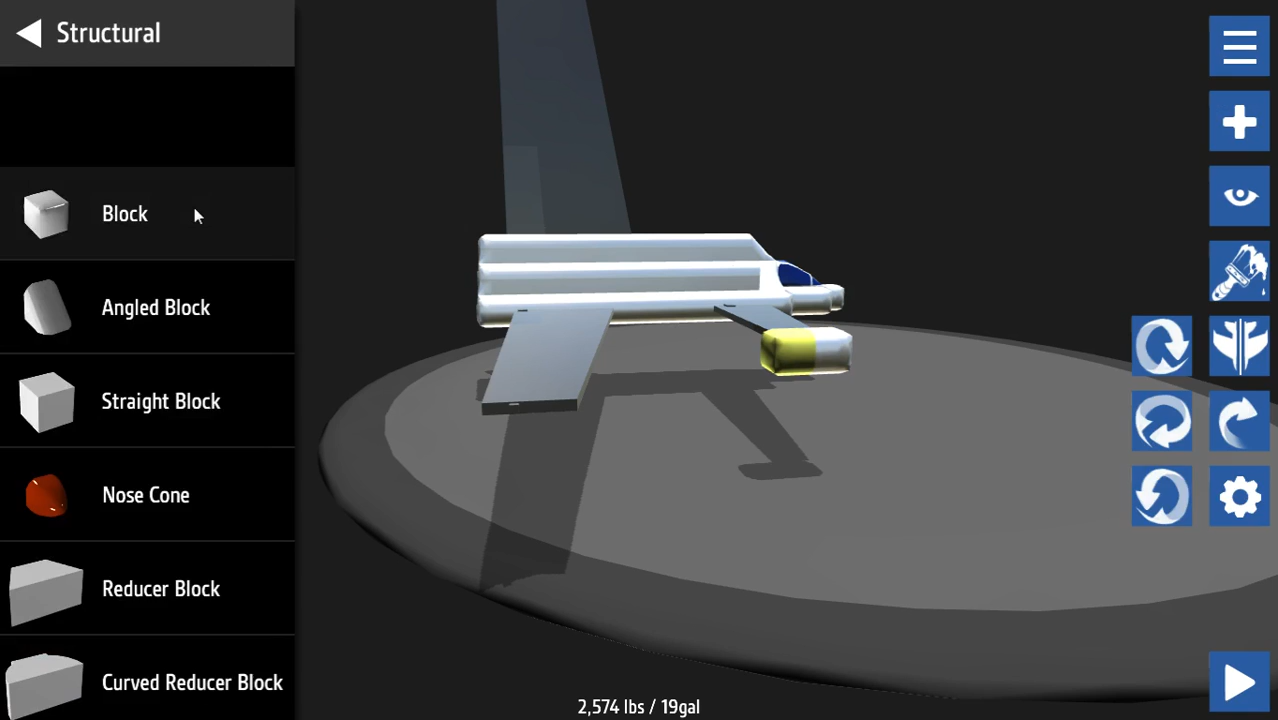 Structural
Block
Angled Block
Straight Block
Nose Cone
Reducer Block
Curved Reducer Block
2,574 lbs / 19gal